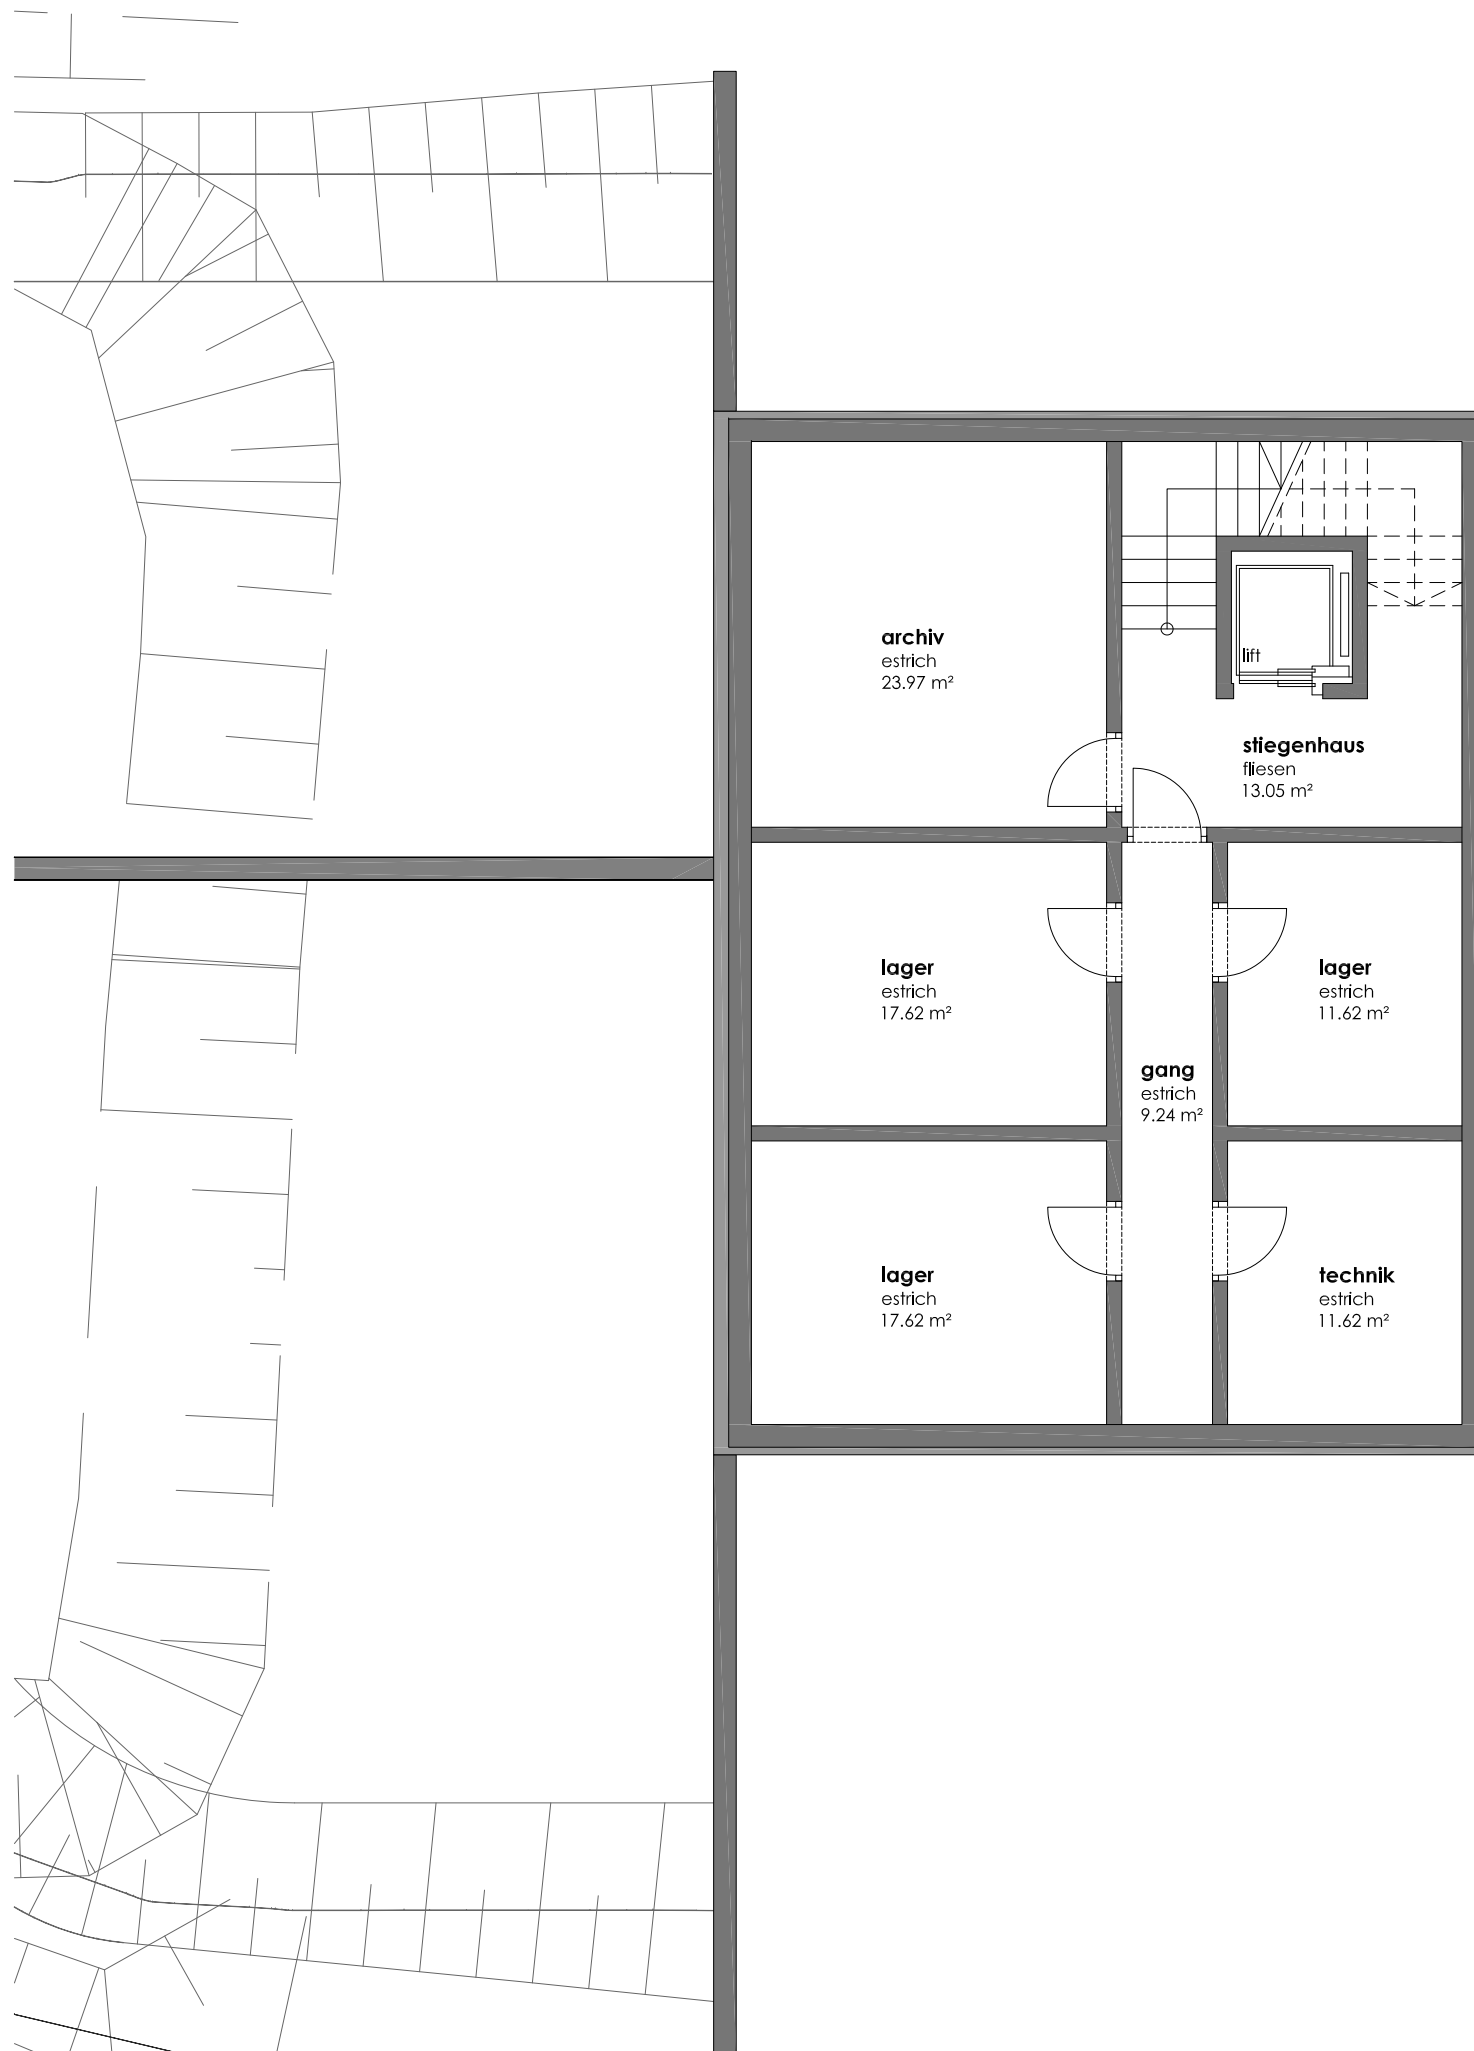 archiv
estrich
23.97 m²
lift
stiegenhaus
fliesen
13.05 m²
lager
estrich
17.62 m²
lager
estrich
11.62 m²
gang
estrich
9.24 m²
lager
estrich
17.62 m²
technik
estrich
11.62 m²